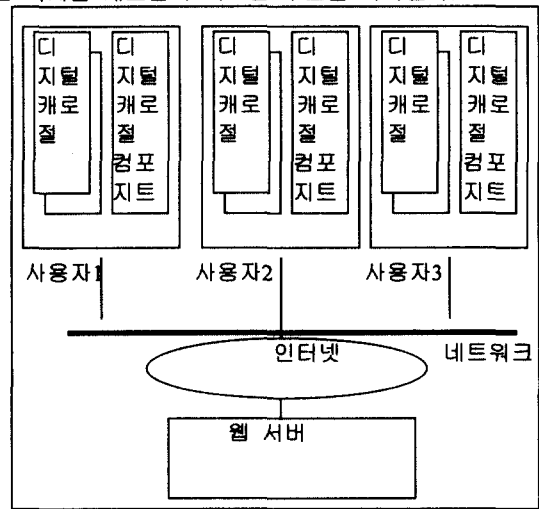 디
지털
캐로
절
디
지털
캐로
절
컴포
지트
디
지털
캐로
절
디
지털
캐로
절
컴포
지트
디
지털
캐로
절
디
지털
캐로
절
컴포
지트
사용자1
사용자2
사용자3
인터넷
네트워크
웹 서버